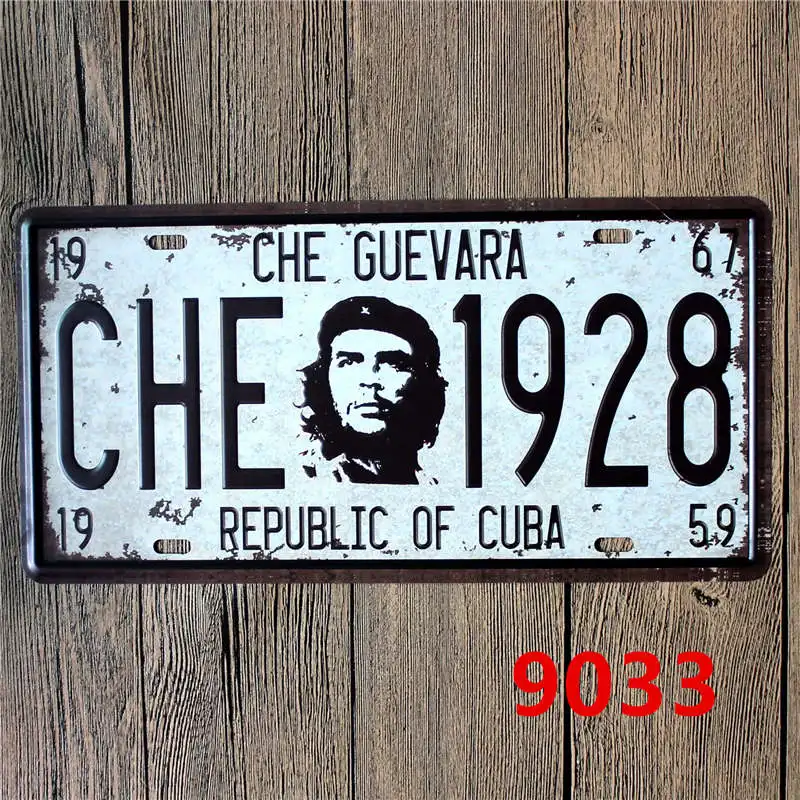 19 CHE GUEVARA 67
CHE 1928
19 REPUBLIC OF CUBA 59
9033